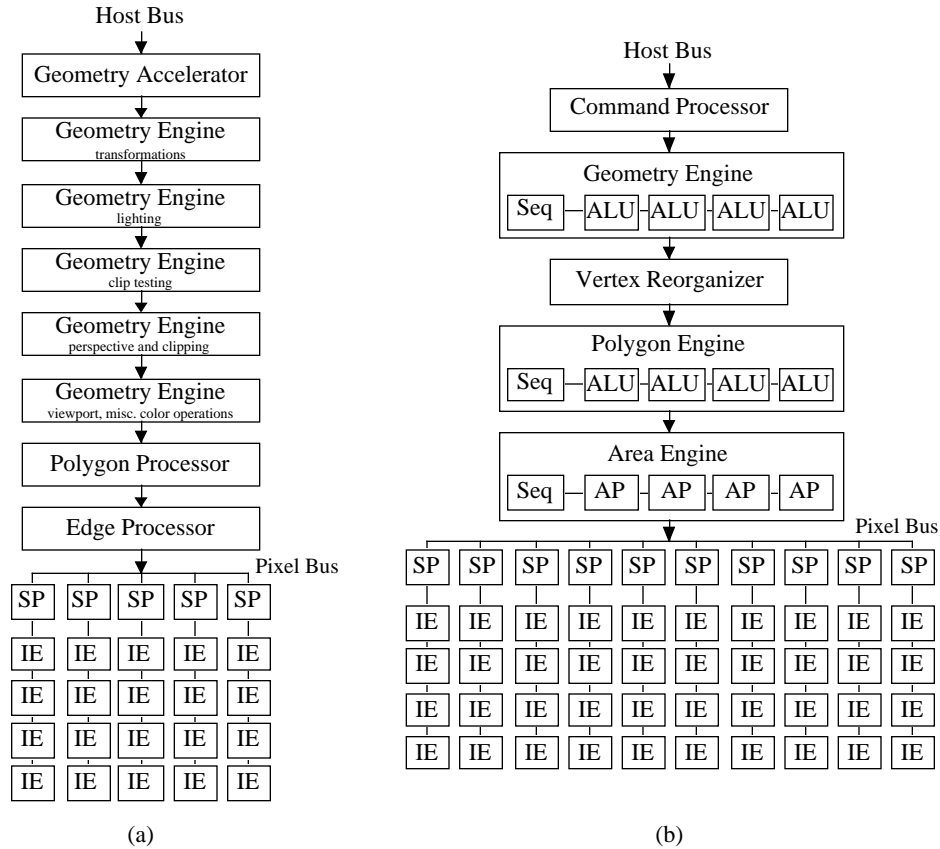 Host Bus
Geometry Accelerator
Geometry Engine
transformations
Geometry Engine
lighting
Geometry Engine
clip testing
Geometry Engine
perspective and clipping
Geometry Engine
viewport, misc. color operations
Polygon Processor
Edge Processor
Pixel Bus
SP SP SP SP SP
IE IE IE IE IE
IE IE IE IE IE
IE IE IE IE IE
IE IE IE IE IE
(a)
Host Bus
Command Processor
Geometry Engine
Seq ALU ALU ALU ALU
Vertex Reorganizer
Polygon Engine
Seq ALU ALU ALU ALU
Area Engine
Seq AP AP AP AP
Pixel Bus
SP SP SP SP SP SP SP SP SP SP
IE IE IE IE IE IE IE IE IE IE
IE IE IE IE IE IE IE IE IE IE
IE IE IE IE IE IE IE IE IE IE
IE IE IE IE IE IE IE IE IE IE
(b)